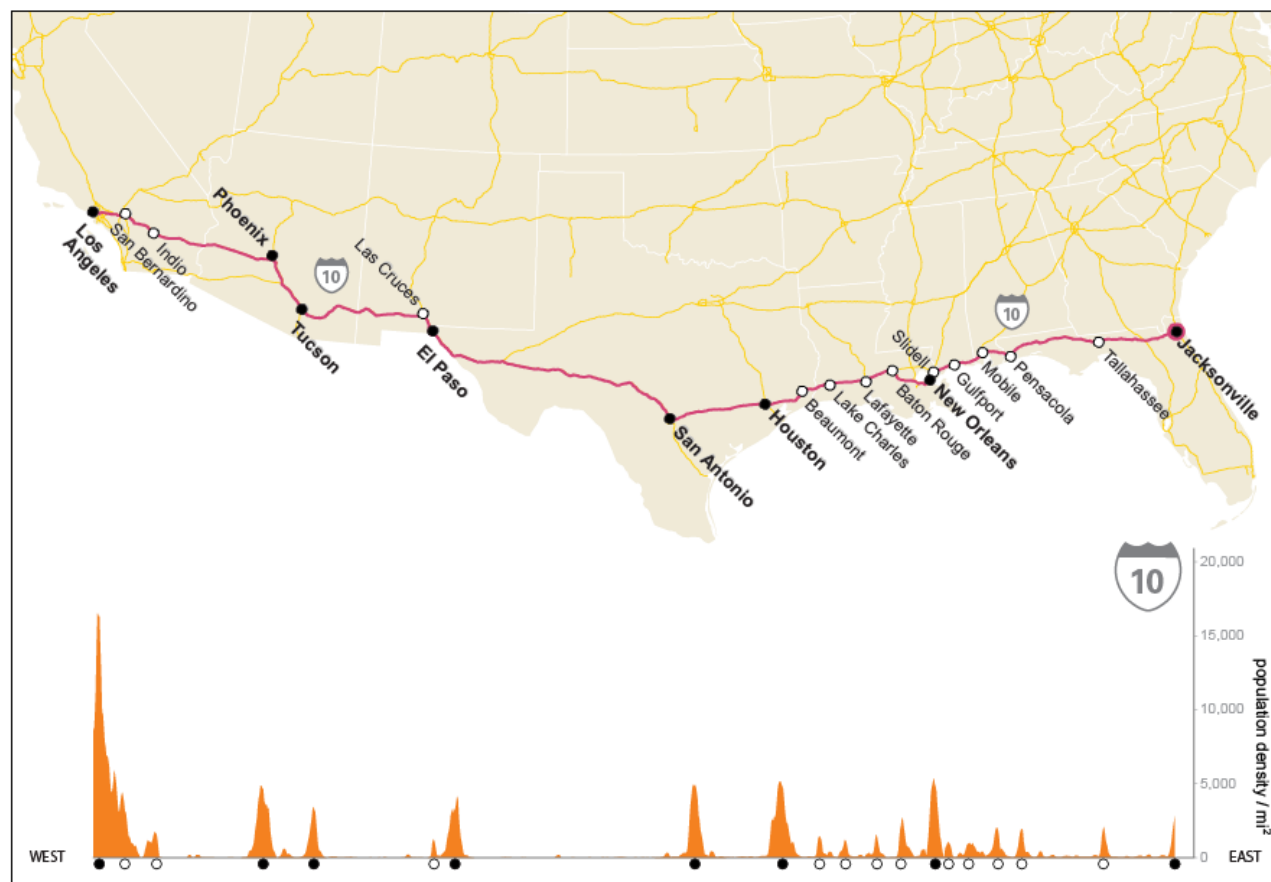 Los
Angeles
San Bernardino
Indio
Phoenix
10
Tucson
Las Cruces
El Paso
San Antonio
Houston
Beaumont
Lake Charles
Lafayette
Baton Rouge
Slidell
New Orleans
Gulfport
Mobile
10
Pensacola
Tallahassee
Jacksonville
10
20,000
15,000
10,000
5,000
0
population density / mi²
WEST
EAST